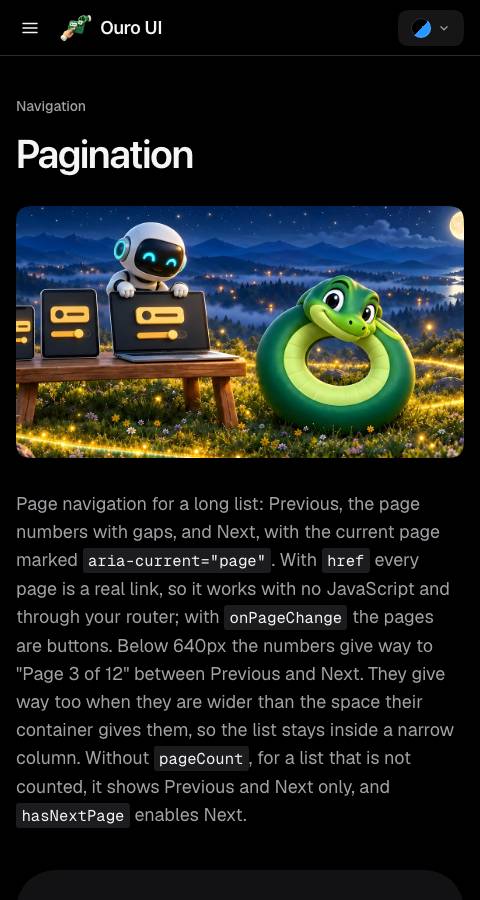 Ouro UI
Navigation
Pagination
Page navigation for a long list: Previous, the page
numbers with gaps, and Next, with the current page
marked aria-current="page". With href every
page is a real link, so it works with no JavaScript and
through your router; with onPageChange the pages
are buttons. Below 640px the numbers give way to
"Page 3 of 12" between Previous and Next. They give
way too when they are wider than the space their
container gives them, so the list stays inside a narrow
column. Without pageCount, for a list that is not
counted, it shows Previous and Next only, and
hasNextPage enables Next.